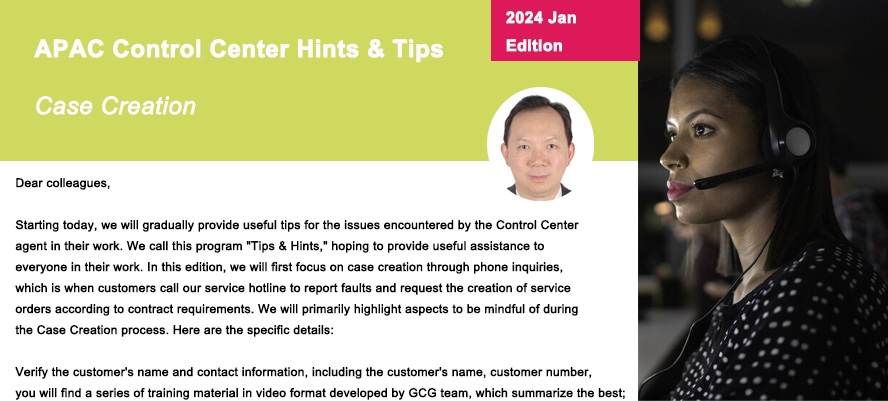 2024 Jan
Edition
APAC Control Center Hints & Tips
Case Creation
Dear colleagues,
Starting today, we will gradually provide useful tips for the issues encountered by the Control Center
agent in their work. We call this program "Tips & Hints," hoping to provide useful assistance to
everyone in their work. In this edition, we will first focus on case creation through phone inquiries,
which is when customers call our service hotline to report faults and request the creation of service
orders according to contract requirements. We will primarily highlight aspects to be mindful of during
the Case Creation process. Here are the specific details:
Verify the customer's name and contact information, including the customer's name, customer number,
you will find a series of training material in video format developed by GCG team, which summarize the best;